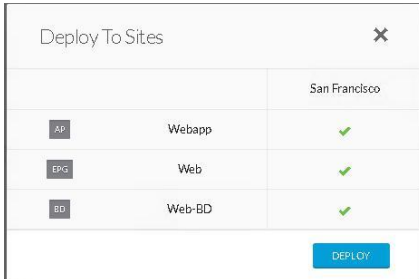 Deploy To Sites
San Francisco
AP Webapp
EPG Web
BD Web-BD
DEPLOY